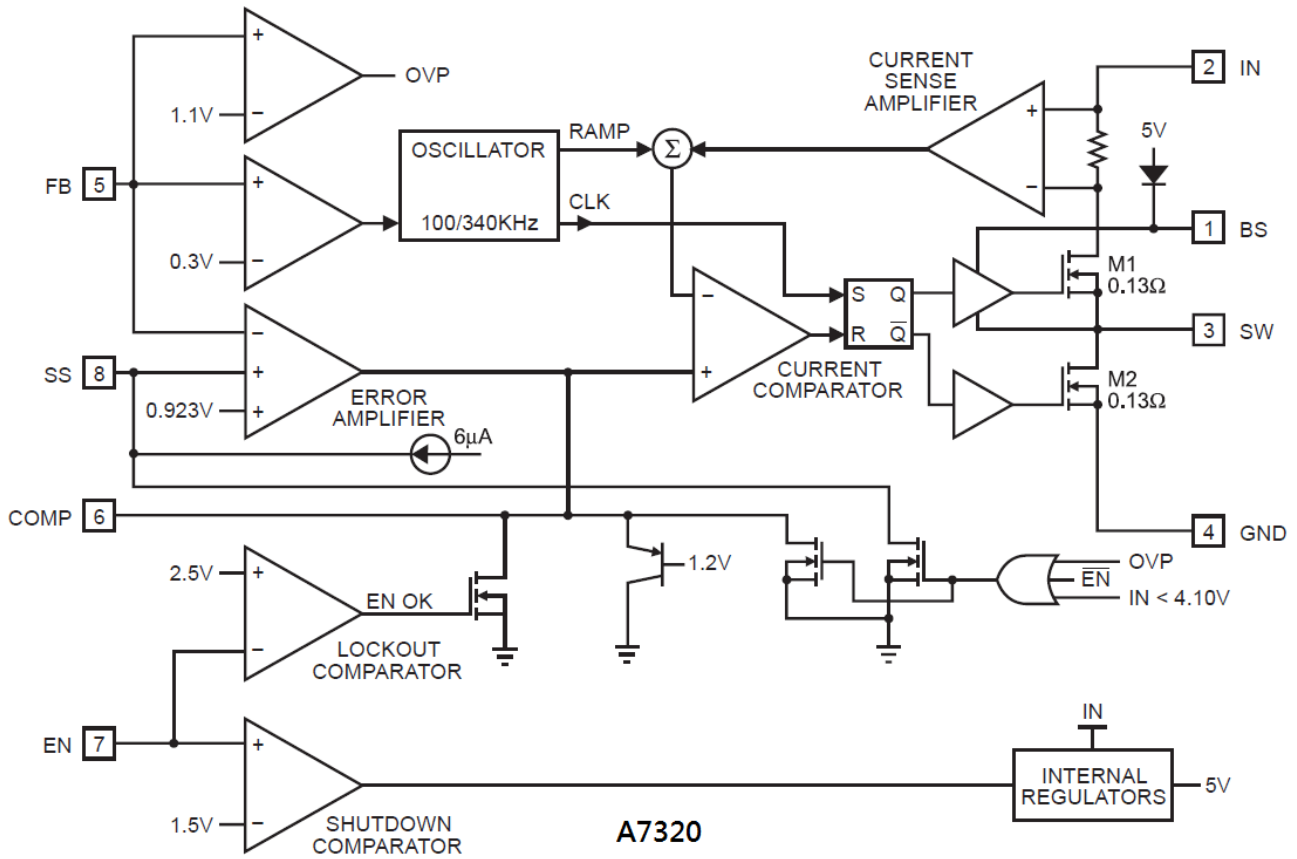 +
OVP
1.1V
−
FB 5
+
0.3V
−
OSCILLATOR
100/340KHz
RAMP
CLK
Σ
CURRENT
SENSE
AMPLIFIER
+
−
2 IN
5V
1 BS
M1
0.13Ω
3 SW
M2
0.13Ω
4 GND
−
+
CURRENT
COMPARATOR
S Q
R Q̅
SS 8
−
+
0.923V
+
ERROR
AMPLIFIER
6µA
COMP 6
2.5V
+
−
EN OK
LOCKOUT
COMPARATOR
1.2V
OVP
E̅N̅
IN < 4.10V
EN 7
+
1.5V
−
SHUTDOWN
COMPARATOR
IN
INTERNAL
REGULATORS
5V
A7320